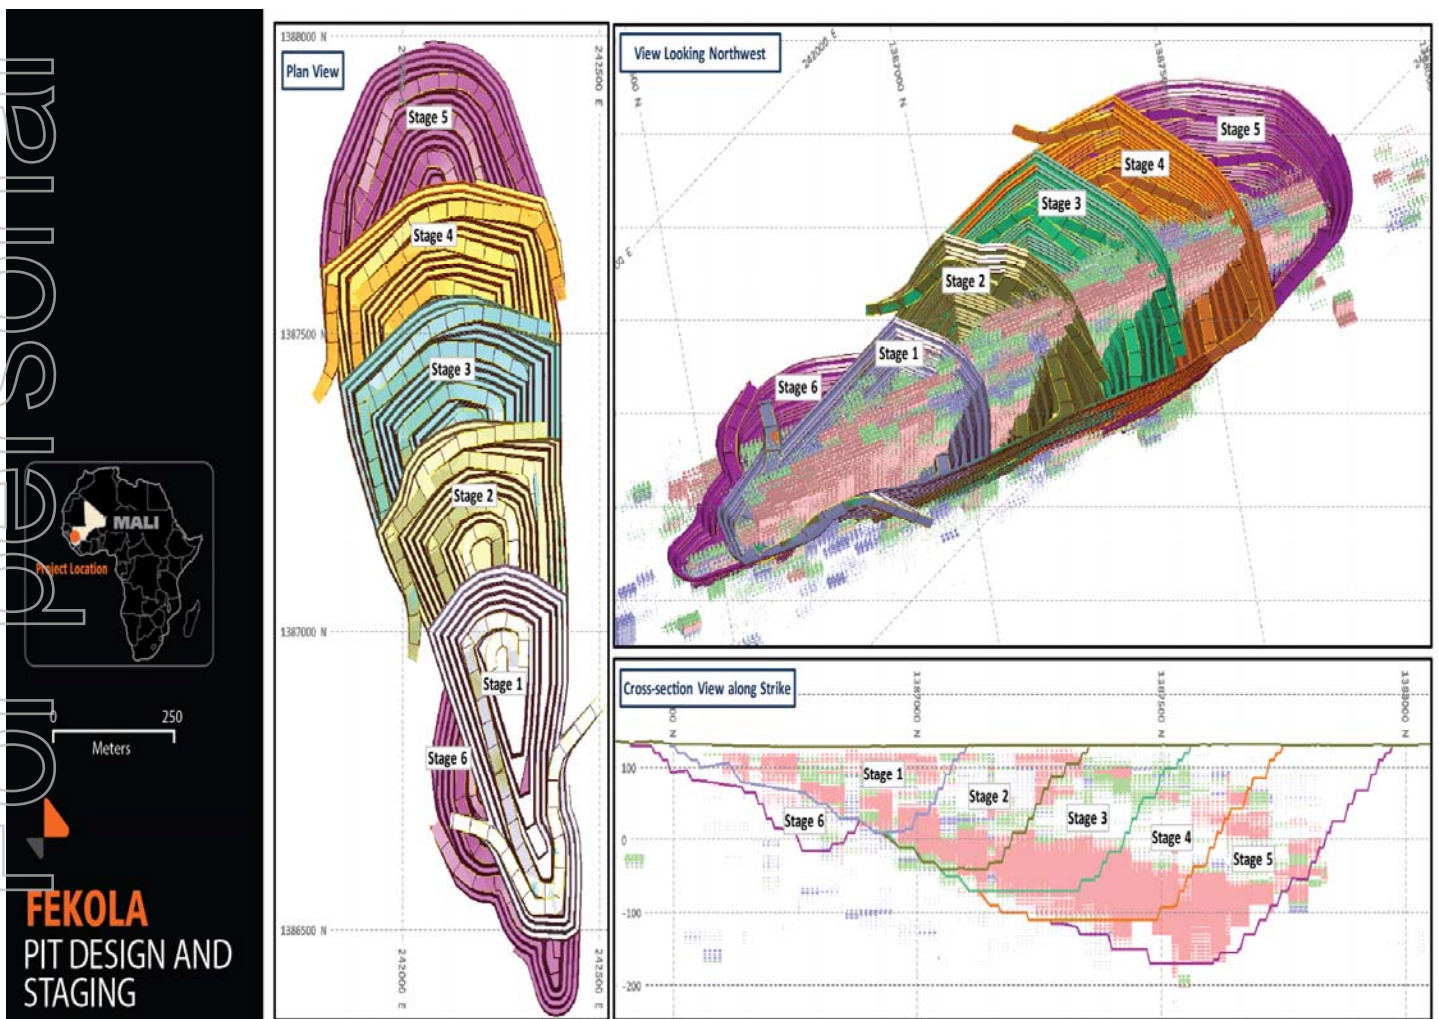 For personal
MALI
Project Location
0 250
Meters
FEKOLA
PIT DESIGN AND
STAGING
Plan View
1388000 N
242500 E
Stage 5
Stage 4
1387500 N
Stage 3
Stage 2
1387000 N
Stage 1
Stage 6
1386500 N
242000 E
242500 E
View Looking Northwest
242000 E
1387000 N
Stage 5
Stage 4
Stage 3
Stage 2
Stage 1
Stage 6
Cross-section View along Strike
1387000 N
1387500 N
1388000 N
100
0
-100
-200
Stage 1
Stage 2
Stage 3
Stage 4
Stage 5
Stage 6